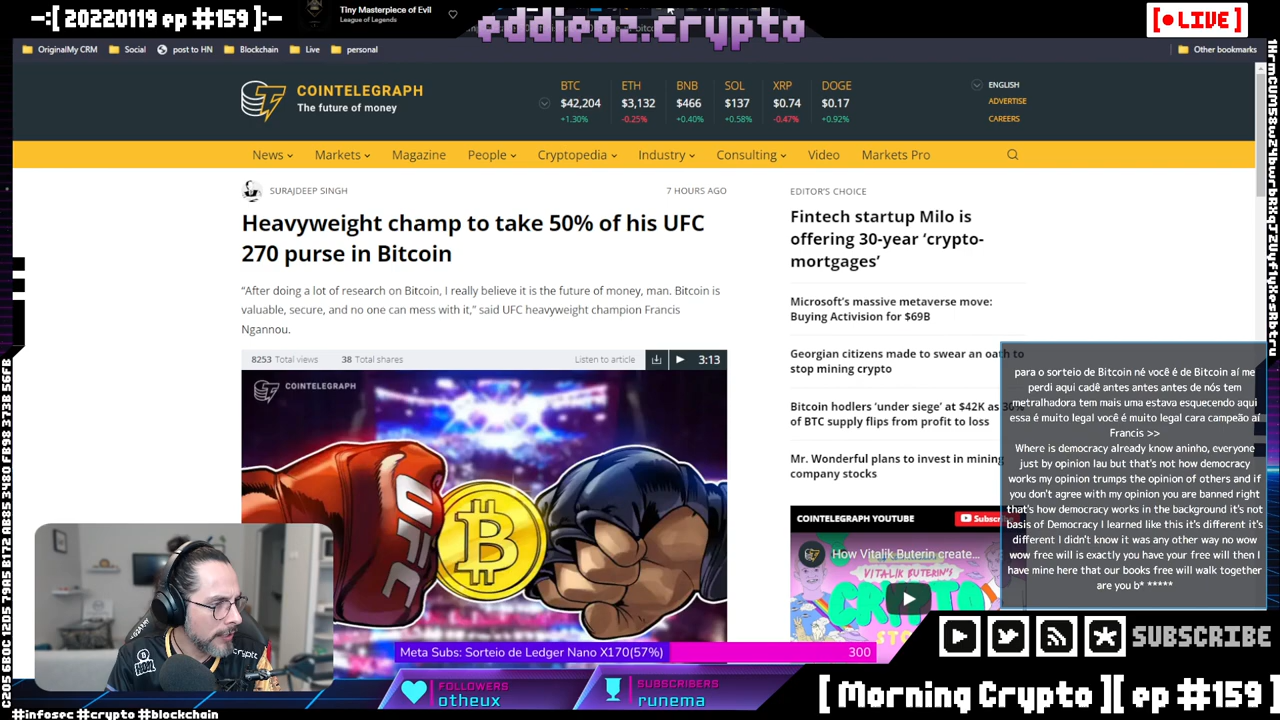 -:[ 20220119 ep #159 ]:-
Tiny Masterpiece of Evil
League of Legends
eddieoz.crypto
[ LIVE ]
OriginalMy CRM
Social
post to HN
Blockchain
Live
personal
Other bookmarks
COINTELEGRAPH
The future of money
BTC
$42,204
+1.30%
ETH
$3,132
-0.25%
BNB
$466
+0.40%
SOL
$137
+0.58%
XRP
$0.74
-0.47%
DOGE
$0.17
+0.92%
ENGLISH
ADVERTISE
CAREERS
News
Markets
Magazine
People
Cryptopedia
Industry
Consulting
Video
Markets Pro
SURAJDEEP SINGH
7 HOURS AGO
Heavyweight champ to take 50% of his UFC
270 purse in Bitcoin
“After doing a lot of research on Bitcoin, I really believe it is the future of money, man. Bitcoin is
valuable, secure, and no one can mess with it,” said UFC heavyweight champion Francis
Ngannou.
8253 Total views
38 Total shares
Listen to article
3:13
COINTELEGRAPH
UFC
EDITOR’S CHOICE
Fintech startup Milo is
offering 30-year ‘crypto-
mortgages’
Microsoft’s massive metaverse move:
Buying Activision for $69B
Georgian citizens made to swear an oath to
stop mining crypto
Bitcoin hodlers ‘under siege’ at $42K as 30%
of BTC supply flips from profit to loss
Mr. Wonderful plans to invest in mining
company stocks
COINTELEGRAPH YOUTUBE
How Vitalik Buterin create...
VITALIK BUTERIN’S
para o sorteio de Bitcoin né você é de Bitcoin aí me
perdi aqui cadê antes antes antes de nós tem
metralhadora tem mais uma estava esquecendo aqui
essa é muito legal você é muito legal cara campeão aí
Francis >>
Where is democracy already know aninho, everyone
just by opinion lau but that's not how democracy
works my opinion trumps the opinion of others and if
you don't agree with my opinion you are banned right
that's how democracy works in the background it's not
basis of Democracy I learned like this it's different it's
different I didn't know it was any other way no wow
wow free will is exactly you have your free will then I
have mine here that our books free will walk together
are you b* *****
Meta Subs: Sorteio de Ledger Nano X170(57%)
300
FOLLOWERS
otheux
SUBSCRIBERS
runema
SUBSCRIBE
[ Morning Crypto ][ ep #159 ]
#infosec #crypto #blockchain